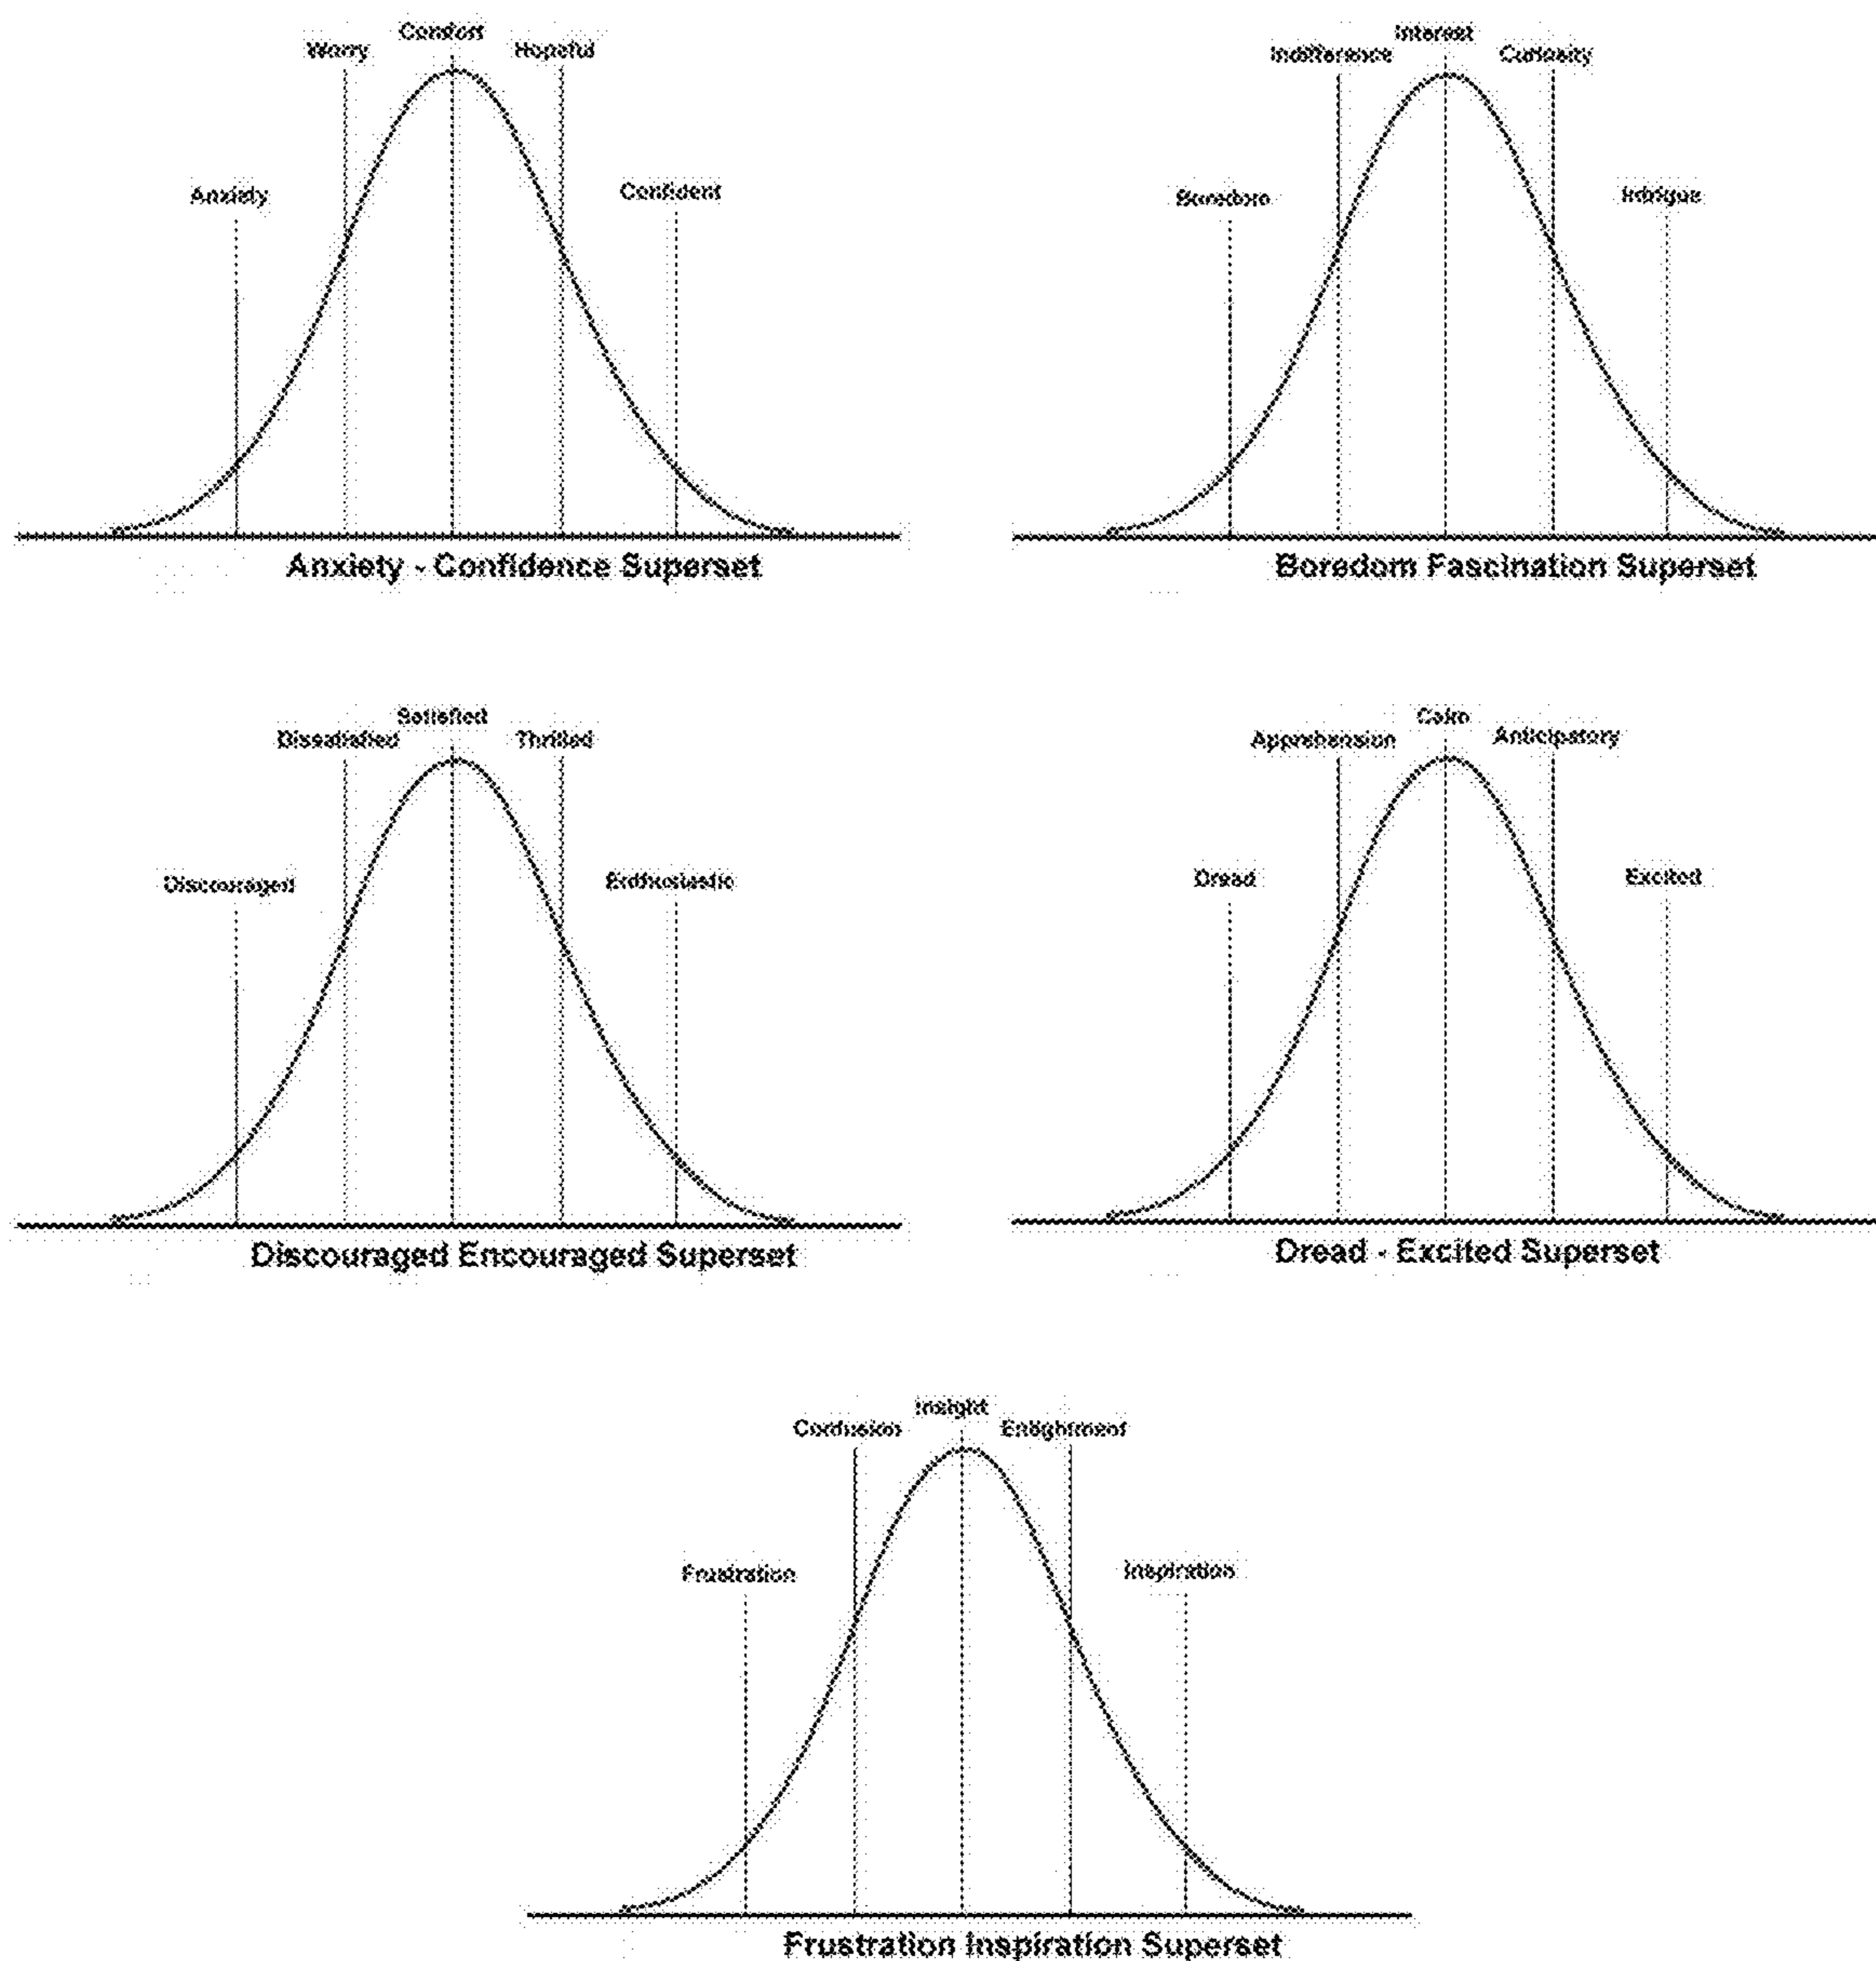 Comfort
Worry
Hopeful
Anxiety
Confident
Anxiety - Confidence Superset
Interest
Indifference
Curiosity
Boredom
Intrigue
Boredom Fascination Superset
Satisfied
Dissatisfied
Thrilled
Discouraged
Enthusiastic
Discouraged Encouraged Superset
Calm
Apprehension
Anticipatory
Dread
Excited
Dread - Excited Superset
Insight
Confusion
Enlightment
Frustration
Inspiration
Frustration Inspiration Superset